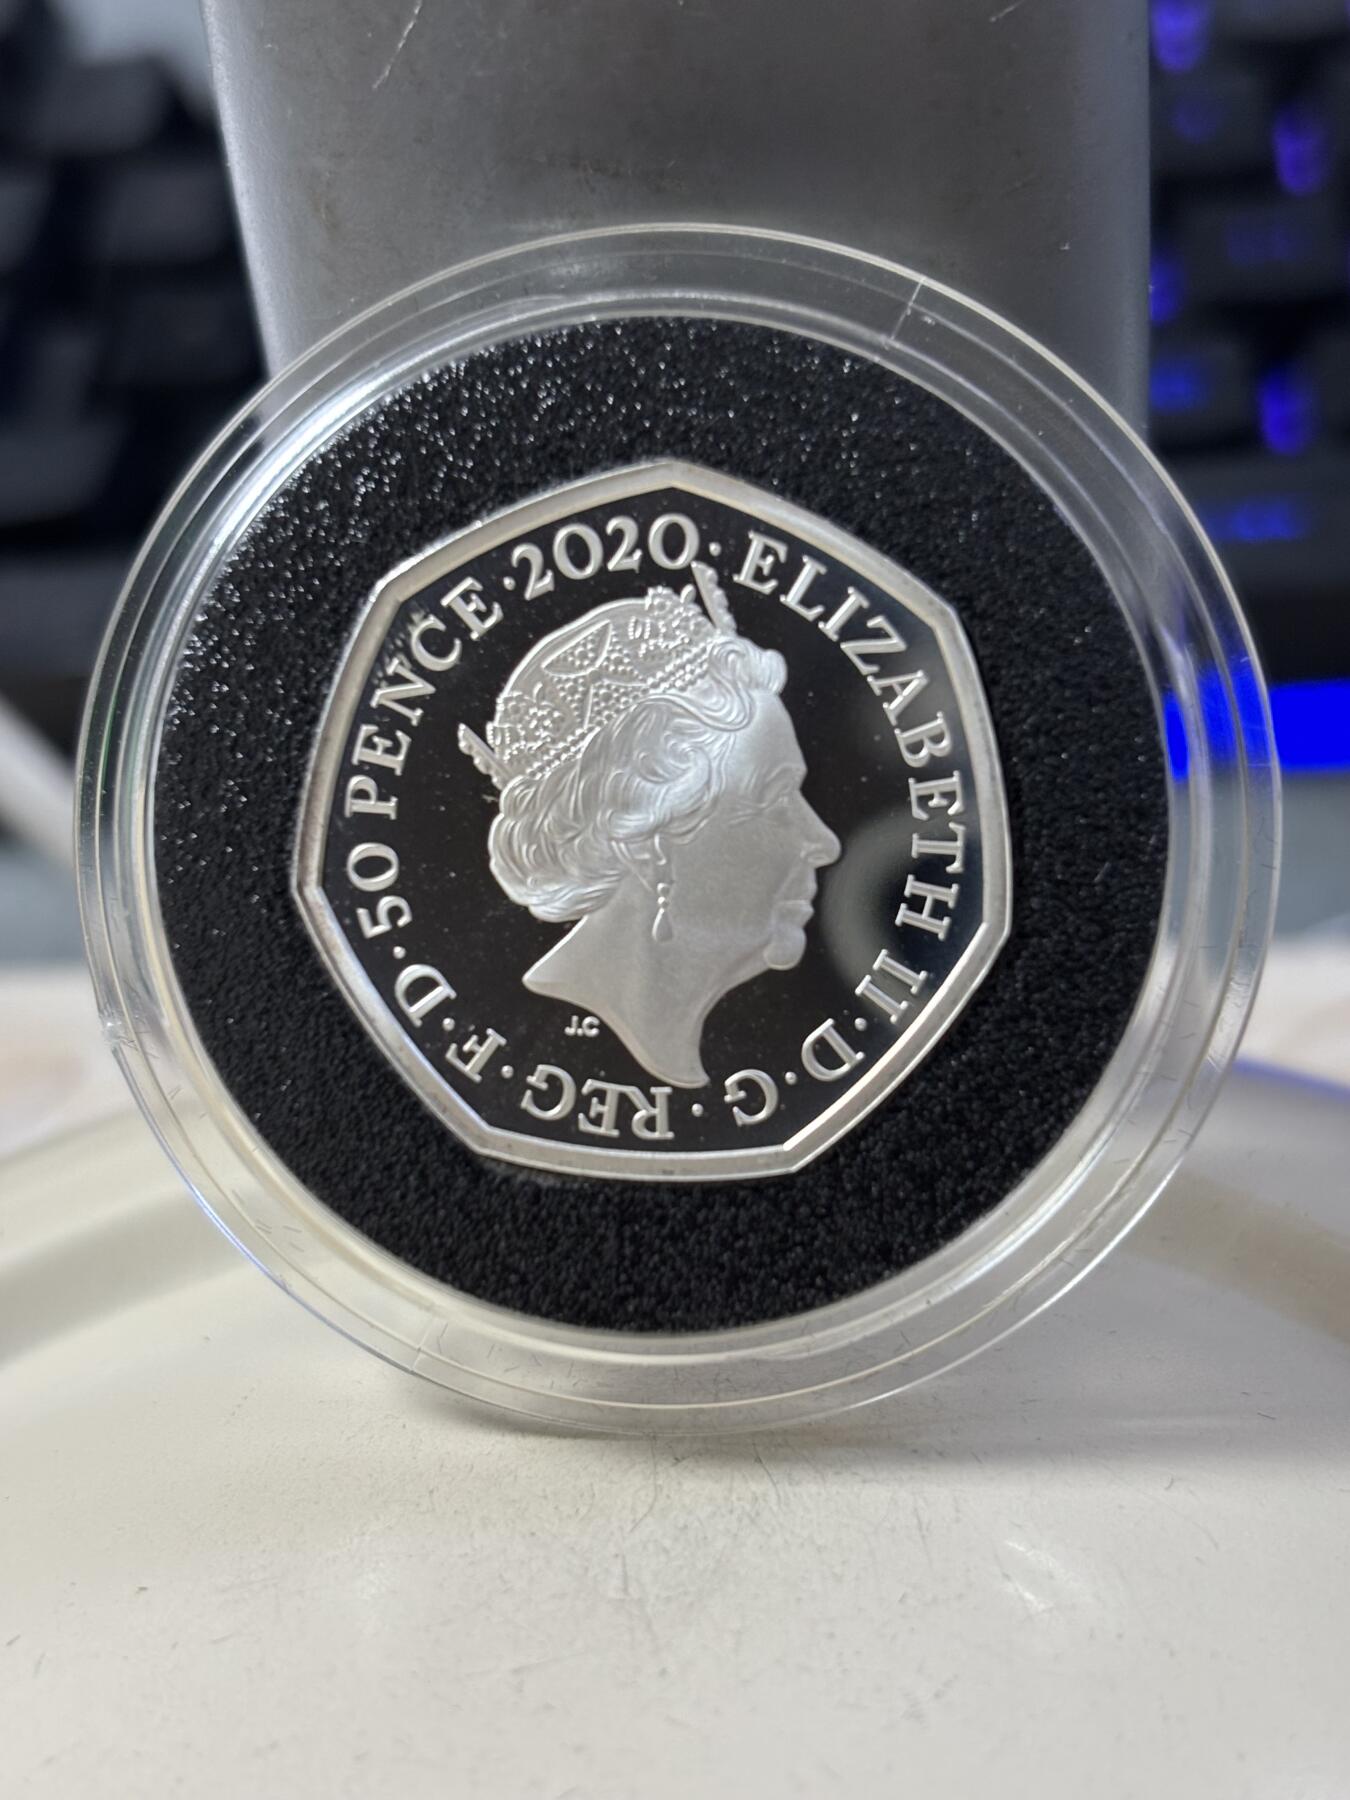 ELIZABETH II · D · G · REG · F · D · 50 PENCE · 2020 ·
J.C